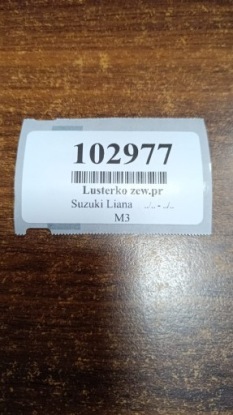 102977
Lusterko zew.pr
Suzuki Liana ../.. - ../..
M3